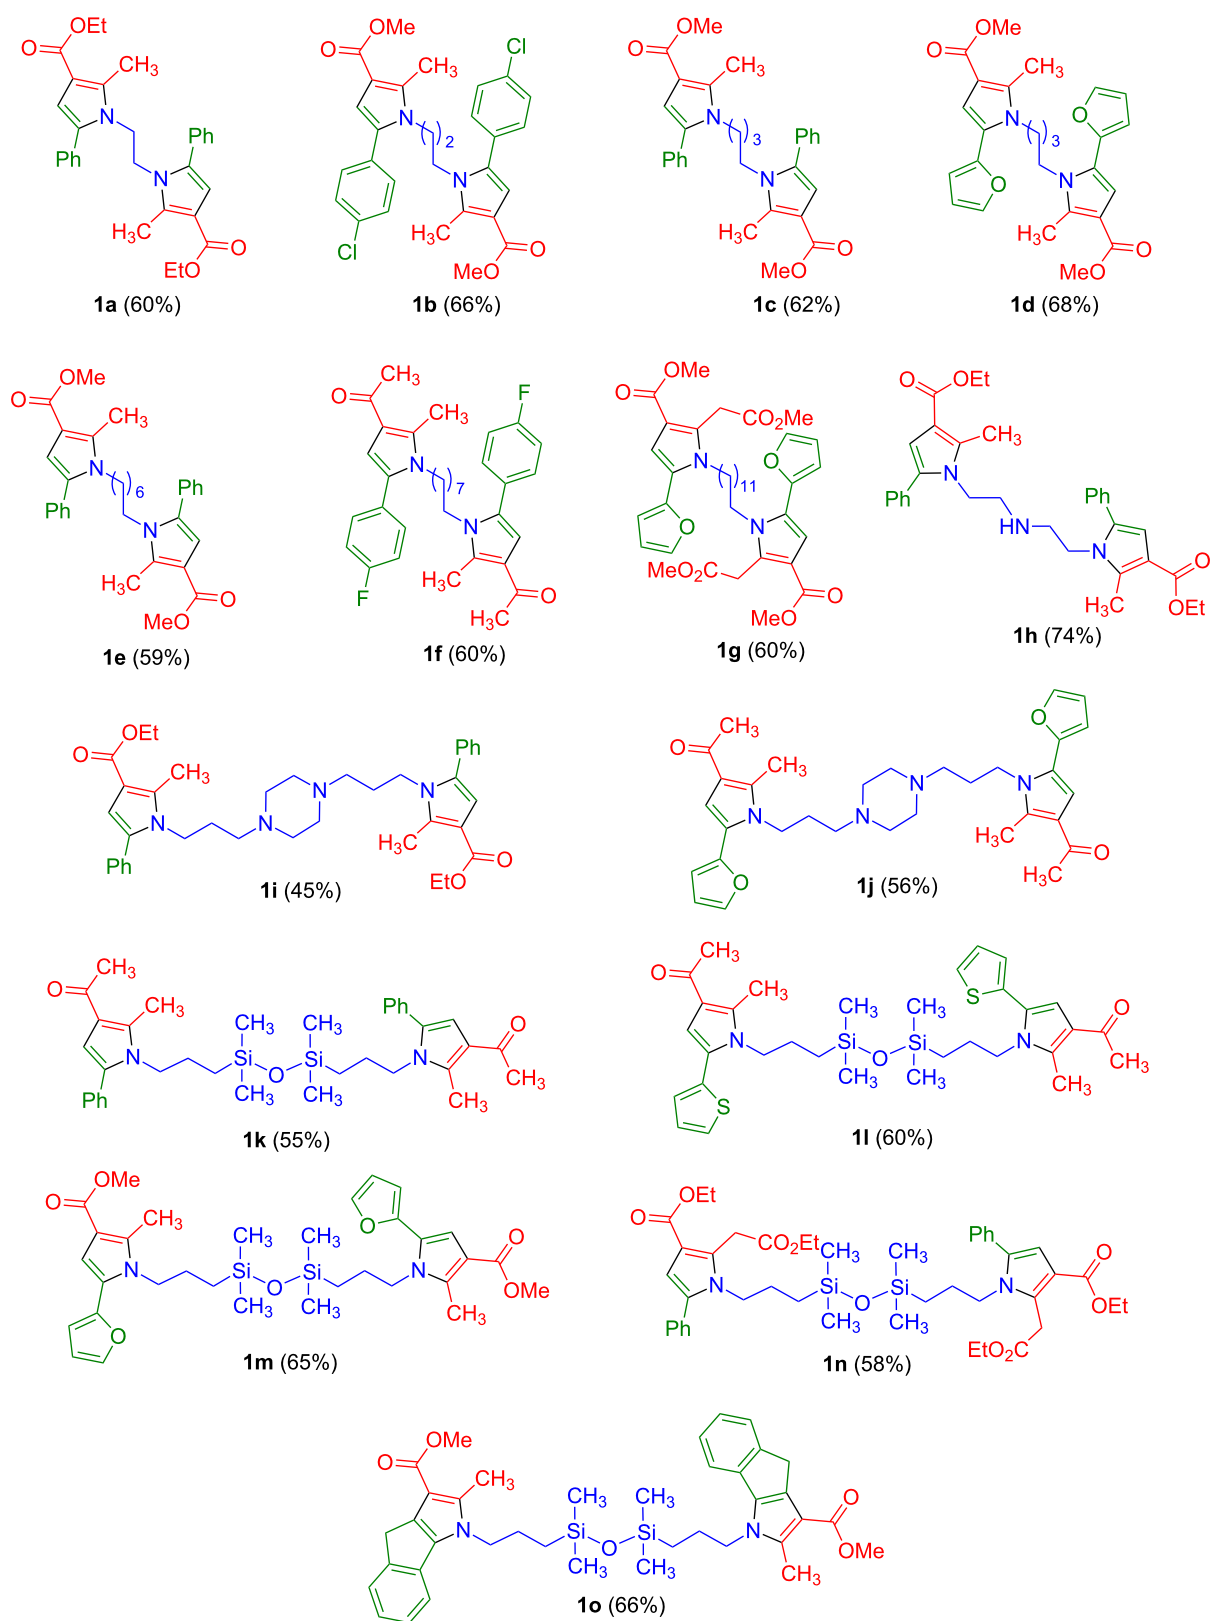 OEt
O
CH3
N
Ph
Ph
N
H3C
O
EtO
1a (60%)
OMe
O
Cl
CH3
N
2
N
Cl
H3C
O
MeO
1b (66%)
OMe
O
CH3
N
3
Ph
Ph
N
H3C
O
MeO
1c (62%)
OMe
O
CH3
O
N
3
O
N
H3C
O
MeO
1d (68%)
OMe
O
CH3
N
6
Ph
Ph
N
H3C
O
MeO
1e (59%)
CH3
O
F
CH3
N
7
N
F
H3C
O
H3C
1f (60%)
OMe
O
CO2Me
O
N
11
O
N
MeO2C
O
MeO
1g (60%)
O
OEt
CH3
N
Ph
Ph
HN
N
O
H3C
OEt
1h (74%)
OEt
O
Ph
CH3
N
N
N
N
H3C
O
Ph
EtO
1i (45%)
CH3
O
O
CH3
N
N
N
N
H3C
O
O
H3C
1j (56%)
CH3
O
CH3
CH3
CH3
Ph
O
N
Si
Si
N
O
CH3
CH3
CH3
CH3
Ph
1k (55%)
CH3
O
S
CH3
CH3
CH3
O
N
Si
Si
N
O
CH3
CH3
CH3
CH3
S
1l (60%)
OMe
O
CH3
CH3
CH3
O
O
N
Si
Si
N
O
OMe
CH3
CH3
CH3
O
1m (65%)
OEt
O
CO2Et
CH3
CH3
Ph
O
N
Si
Si
N
O
OEt
CH3
CH3
Ph
EtO2C
1n (58%)
OMe
O
CH3
CH3
CH3
O
N
Si
Si
N
O
OMe
CH3
CH3
CH3
1o (66%)